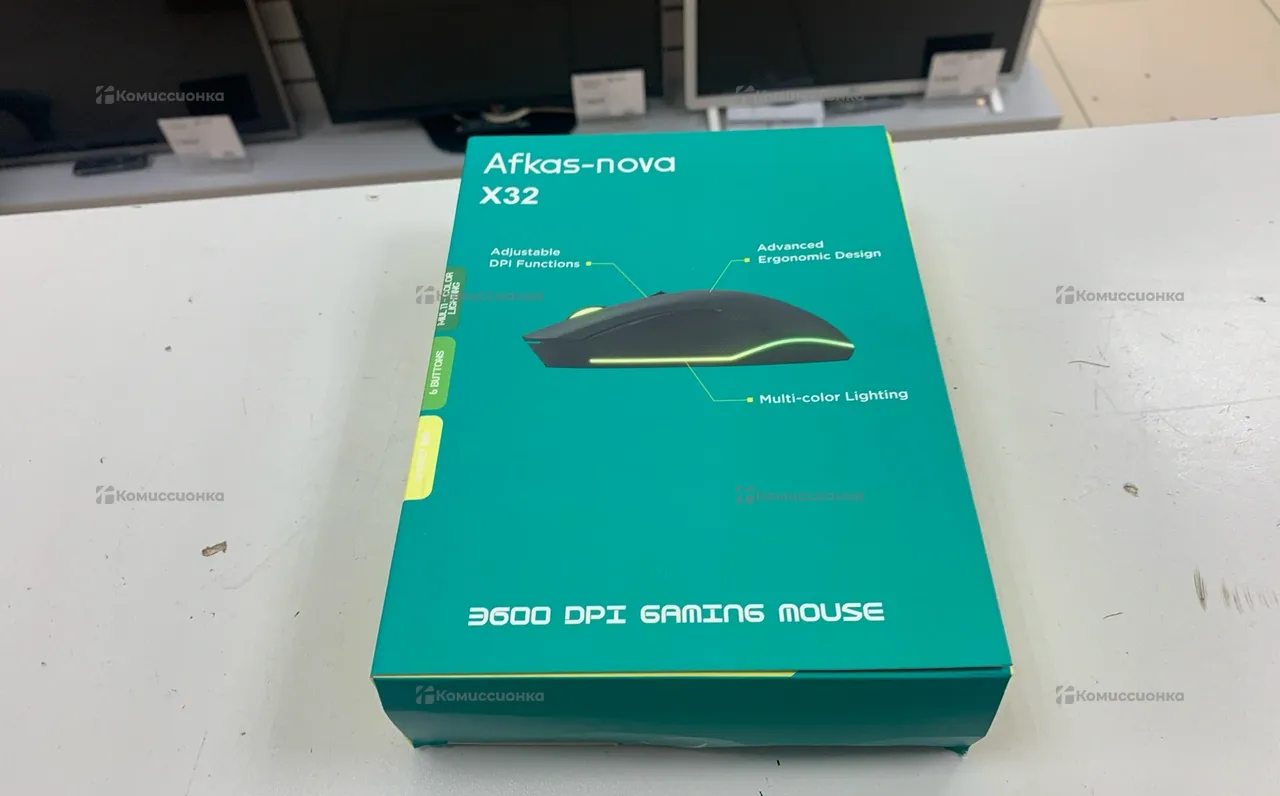 Комиссионка
Комиссионка
Afkas-nova
X32
Adjustable
DPI Functions
Advanced
Ergonomic Design
MULTI-COLOR
LIGHTING
Комиссионка
Комиссионка
6 BUTTONS
Multi-color Lighting
Комиссионка
Комиссионка
3600 DPI GAMING MOUSE
Комиссионка
Комиссионка